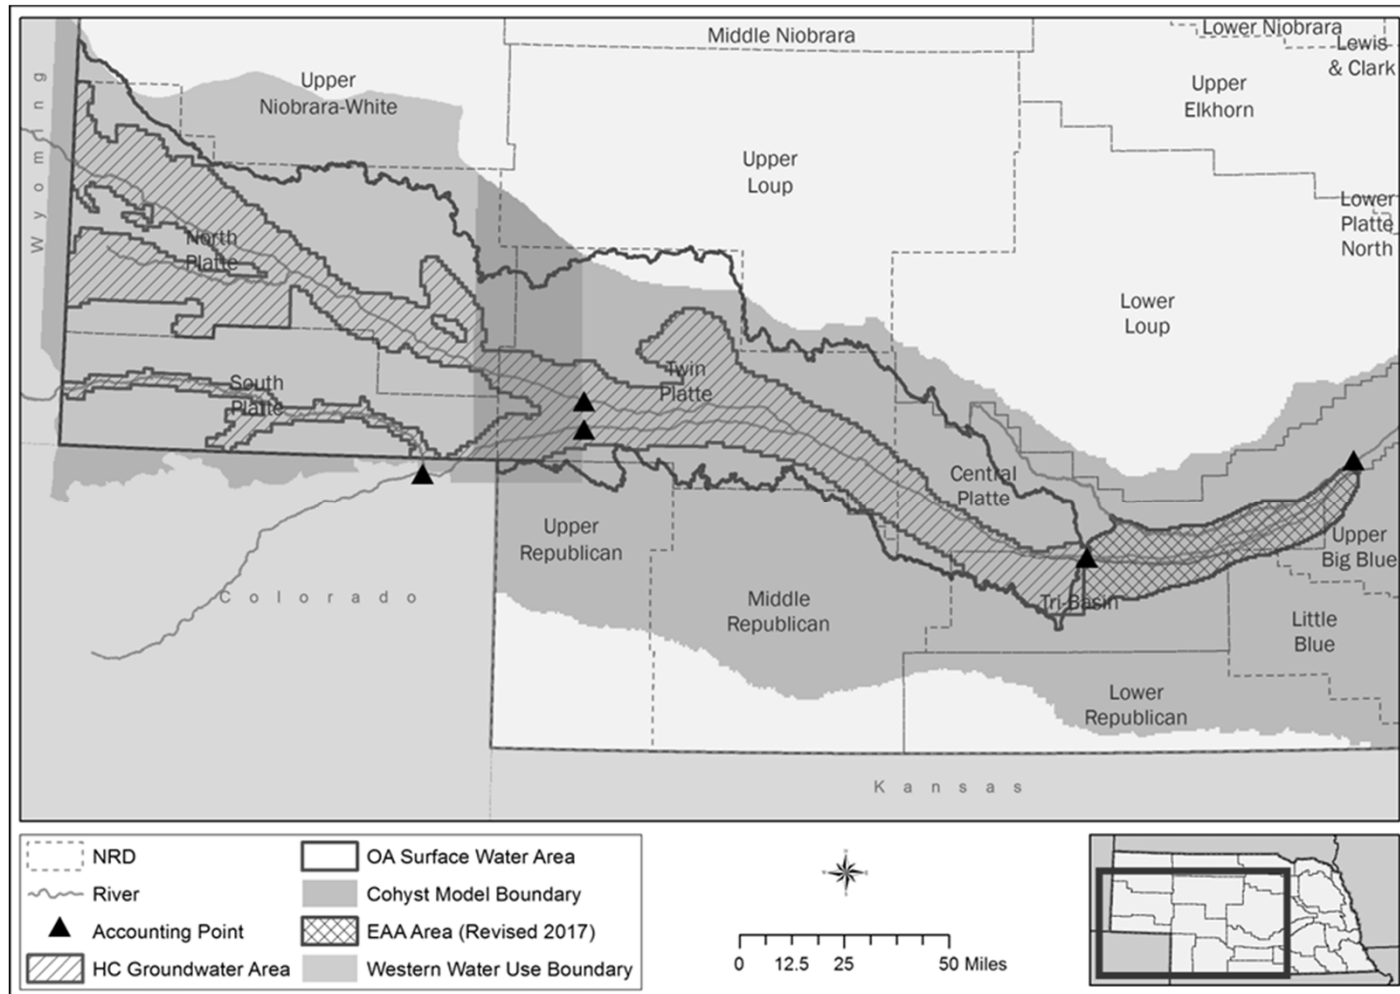 Middle Niobrara
Lower Niobrara
Lewis
& Clark
Upper
Niobrara-White
Upper
Elkhorn
Wyoming
Upper
Loup
Lower
Platte
North
North
Platte
Lower
Loup
South
Platte
Twin
Platte
Central
Platte
Upper
Republican
Upper
Big Blue
Colorado
Middle
Republican
Tri-Basin
Little
Blue
Lower
Republican
Kansas
NRD
River
Accounting Point
HC Groundwater Area
OA Surface Water Area
Cohyst Model Boundary
EAA Area (Revised 2017)
Western Water Use Boundary
0 12.5 25 50 Miles